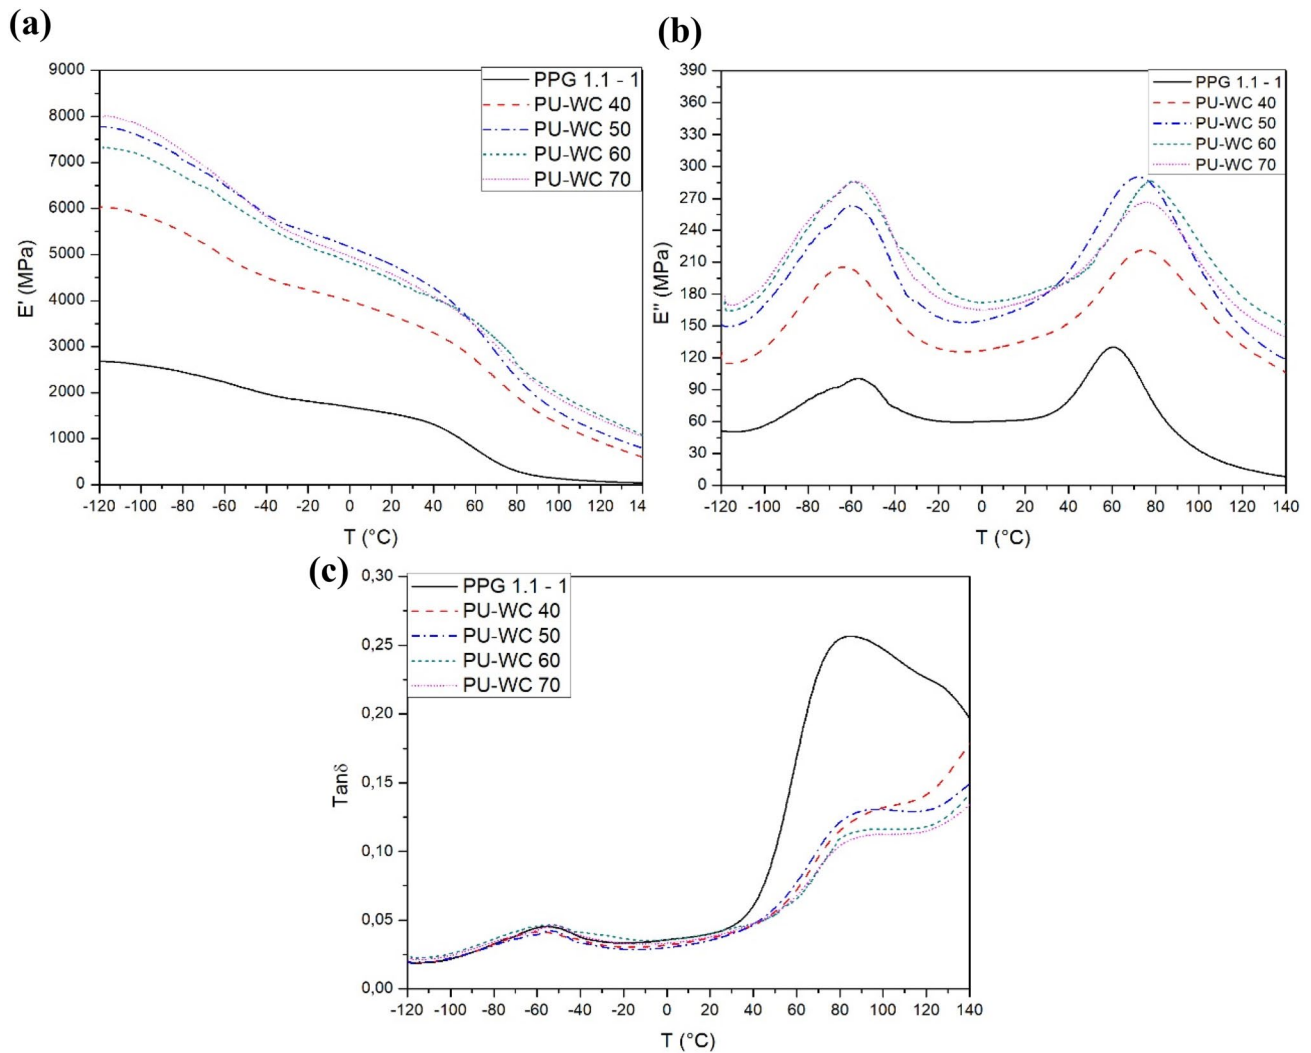 (a)
9000
8000
7000
6000
5000
4000
3000
2000
1000
0
E' (MPa)
PPG 1.1 - 1
PU-WC 40
PU-WC 50
PU-WC 60
PU-WC 70
-120 -100 -80 -60 -40 -20 0 20 40 60 80 100 120 14
T (°C)
(b)
390
360
330
300
270
240
210
180
150
120
90
60
30
0
E'' (MPa)
PPG 1.1 - 1
PU-WC 40
PU-WC 50
PU-WC 60
PU-WC 70
-120 -100 -80 -60 -40 -20 0 20 40 60 80 100 120 140
T (°C)
(c)
0,30
0,25
0,20
0,15
0,10
0,05
0,00
Tanδ
PPG 1.1 - 1
PU-WC 40
PU-WC 50
PU-WC 60
PU-WC 70
-120 -100 -80 -60 -40 -20 0 20 40 60 80 100 120 140
T (°C)